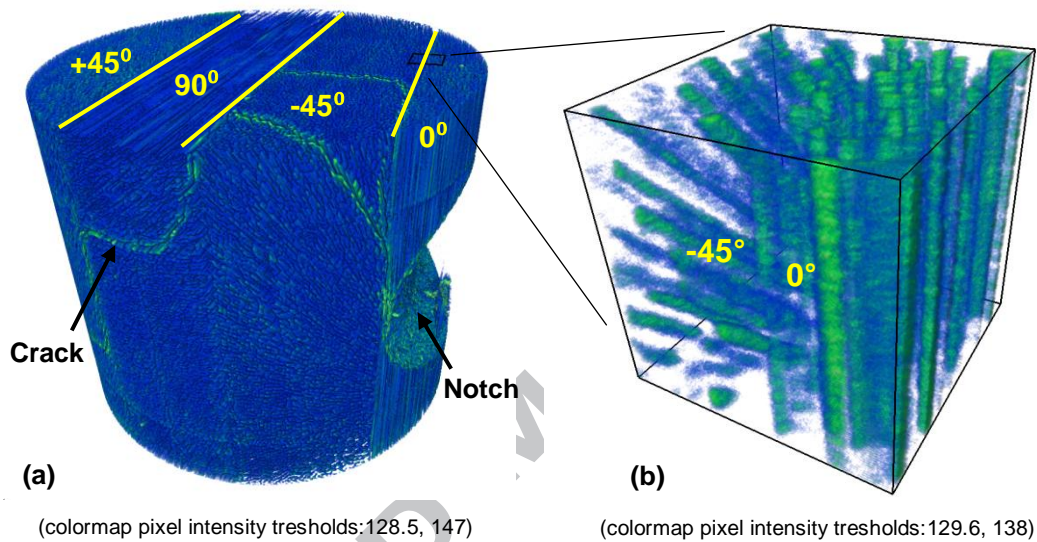 +45⁰
90⁰
-45⁰
0⁰
Crack
Notch
(a)
(colormap pixel intensity tresholds:128.5, 147)
-45°
0°
(b)
(colormap pixel intensity tresholds:129.6, 138)